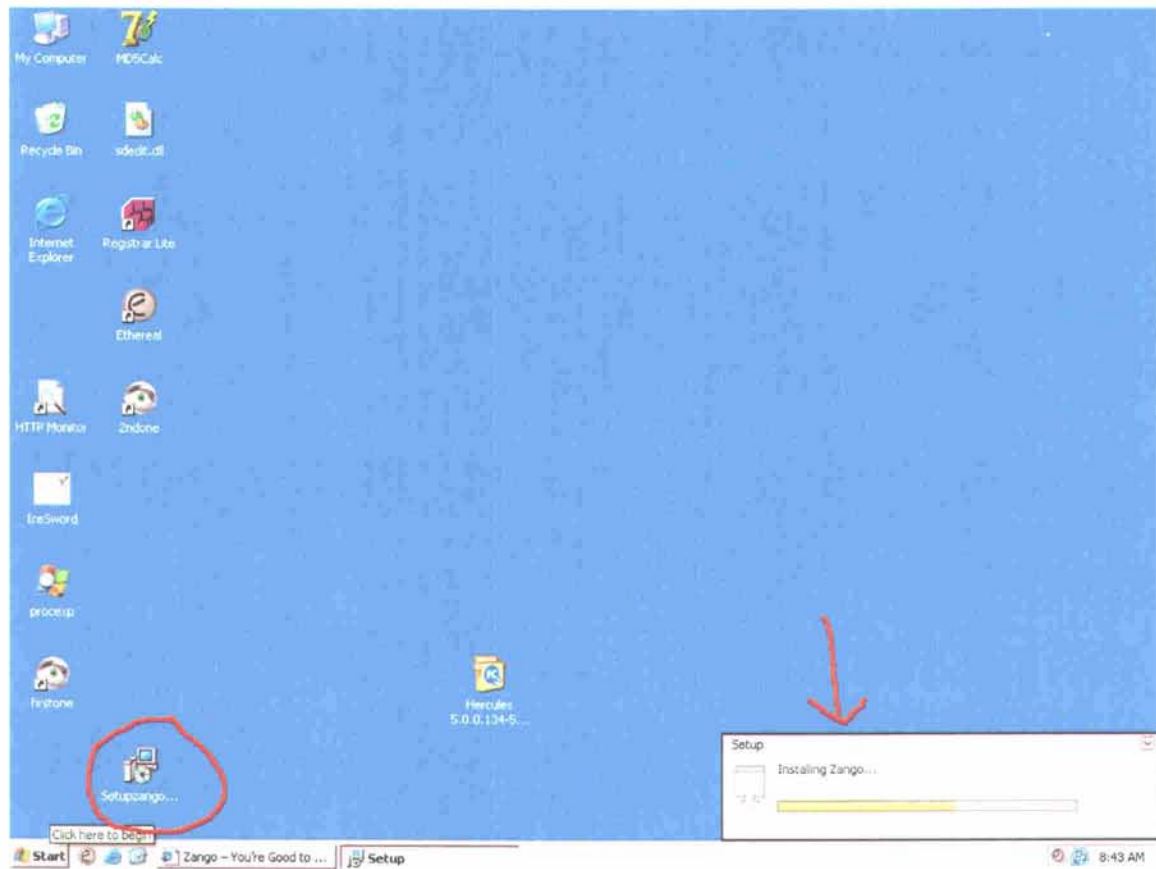 My Computer
MD5Calc
Recycle Bin
sdedit.dll
Internet
Explorer
Registrar Lite
Ethereal
HTTP Monitor
2ndone
IceSword
procexp
firstone
Hercules
5.0.0.134-5...
Setupzango...
Setup
Installing Zango...
Click here to begin
Start
Zango – You're Good to ...
Setup
8:43 AM